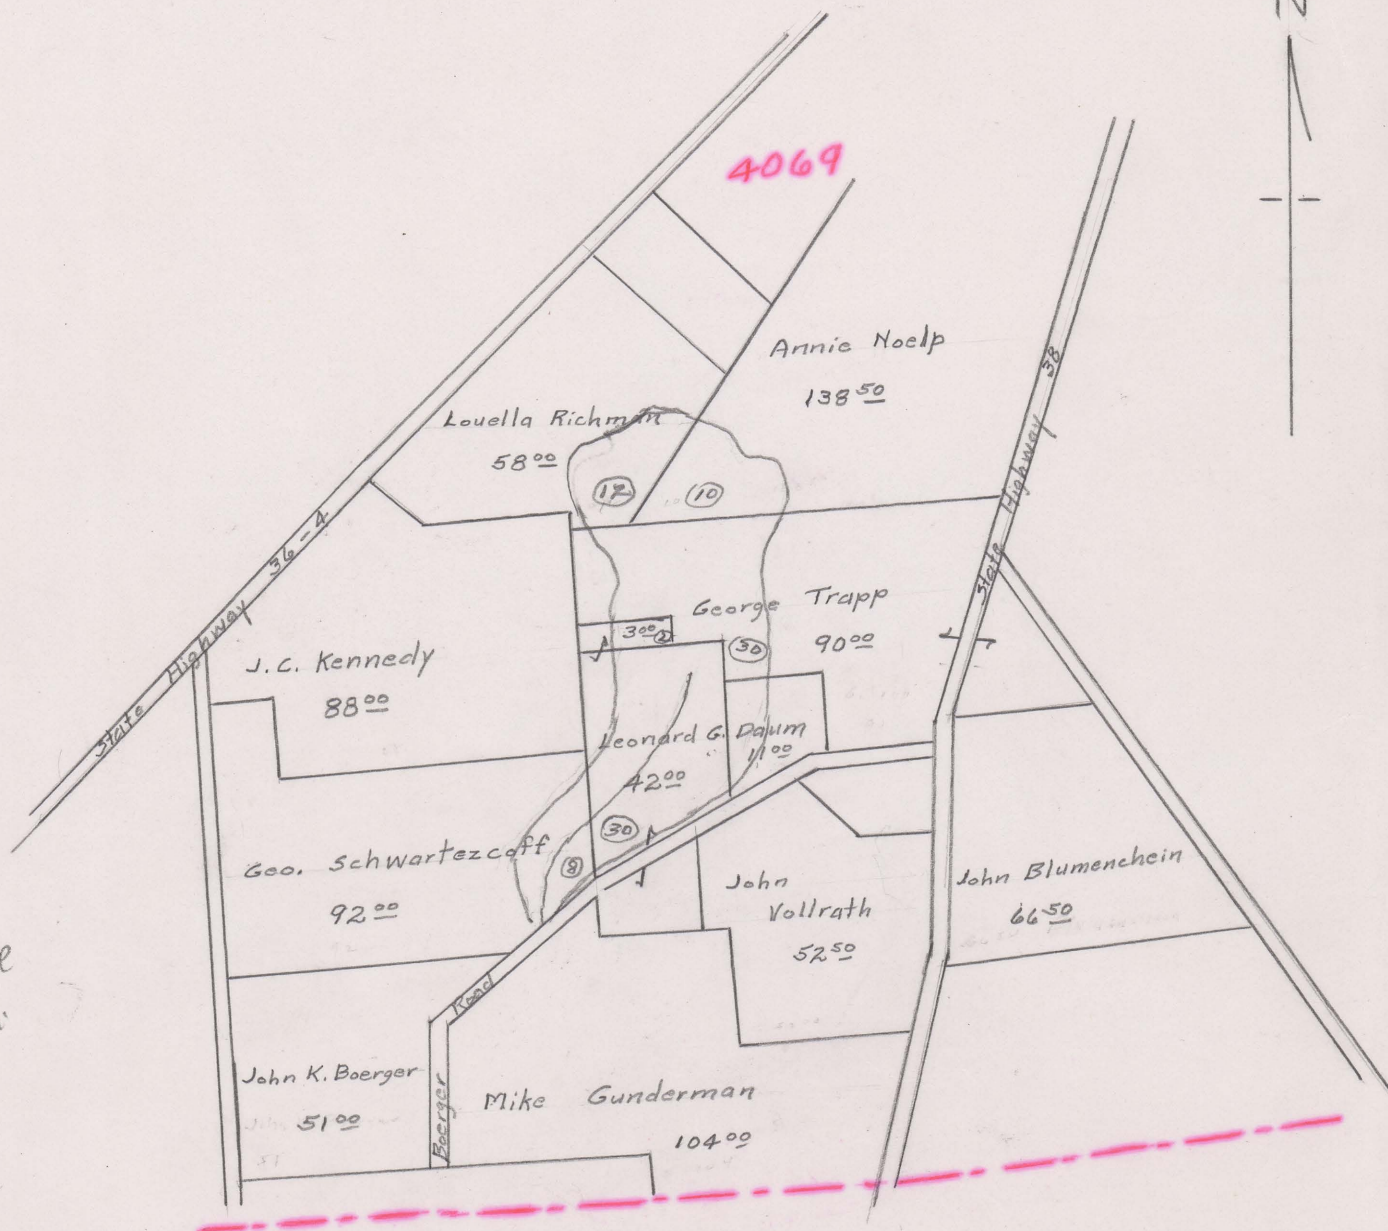 N
4069
Annie Noelp
138 50
State Highway 38
Louella Richman
58 00
12
10
State Highway 36-4
George Trapp
90 00
3 00
2
30
J.C. Kennedy
88 00
Leonard G. Daum
11 00
42 00
30
Geo. Schwartezcoff
8
92 00
John
Vollrath
52 50
John Blumenchein
66 50
Boerger Road
John K. Boerger
51 00
Mike Gunderman
104 00